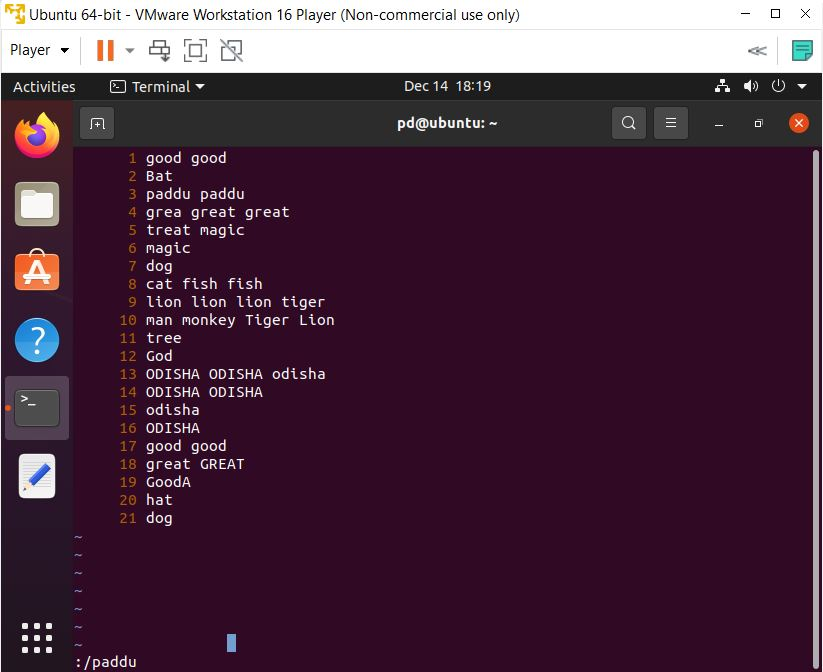 Ubuntu 64-bit - VMware Workstation 16 Player (Non-commercial use only)
Player
Activities Terminal Dec 14 18:19
pd@ubuntu: ~
1 good good
2 Bat
3 paddu paddu
4 grea great great
5 treat magic
6 magic
7 dog
8 cat fish fish
9 lion lion lion tiger
10 man monkey Tiger Lion
11 tree
12 God
13 ODISHA ODISHA odisha
14 ODISHA ODISHA
15 odisha
16 ODISHA
17 good good
18 great GREAT
19 GoodA
20 hat
21 dog
~
~
~
~
~
~
~
:/paddu